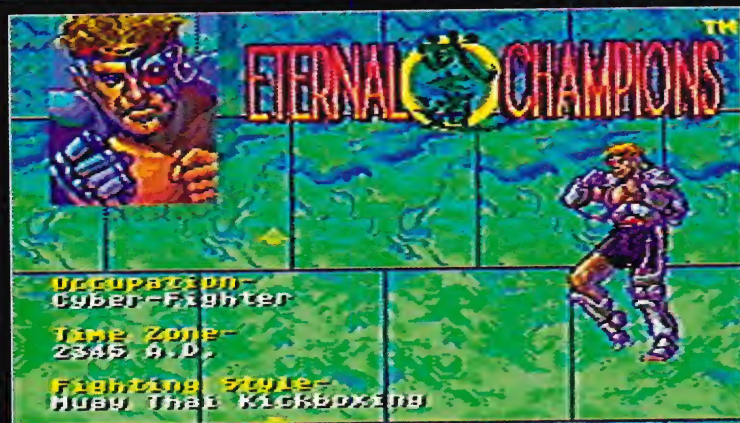 ETERNAL CHAMPIONS ™
Occupation-
Cyber-Fighter
Time Zone-
2345 A.D.
Fighting Style-
Muay Thai Kickboxing